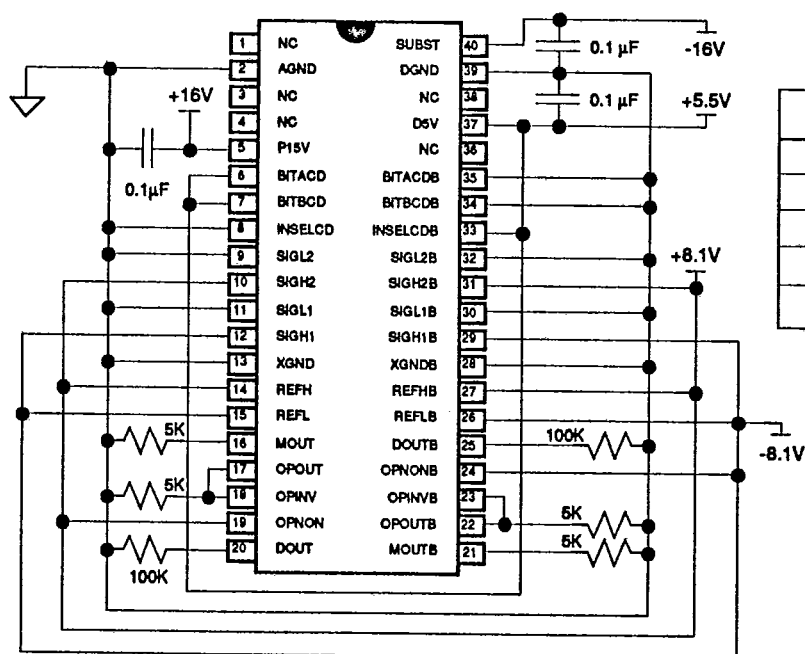 1 NC SUBST 40
2 AGND DGND 39
3 NC NC 38
4 NC D5V 37
5 P15V NC 36
6 BITACD BITACDB 35
7 BITBCD BITBCDB 34
8 INSELCD INSELCDB 33
9 SIGL2 SIGL2B 32
10 SIGH2 SIGH2B 31
11 SIGL1 SIGL1B 30
12 SIGH1 SIGH1B 29
13 XGND XGNDB 28
14 REFH REFHB 27
15 REFL REFLB 26
16 MOUT DOUTB 25
17 OPOUT OPNONB 24
18 OPINV OPINVB 23
19 OPNON OPOUTB 22
20 DOUT MOUTB 21
+16V
0.1μF
5K
5K
100K
0.1 μF
-16V
0.1 μF
+5.5V
+8.1V
100K
-8.1V
5K
5K